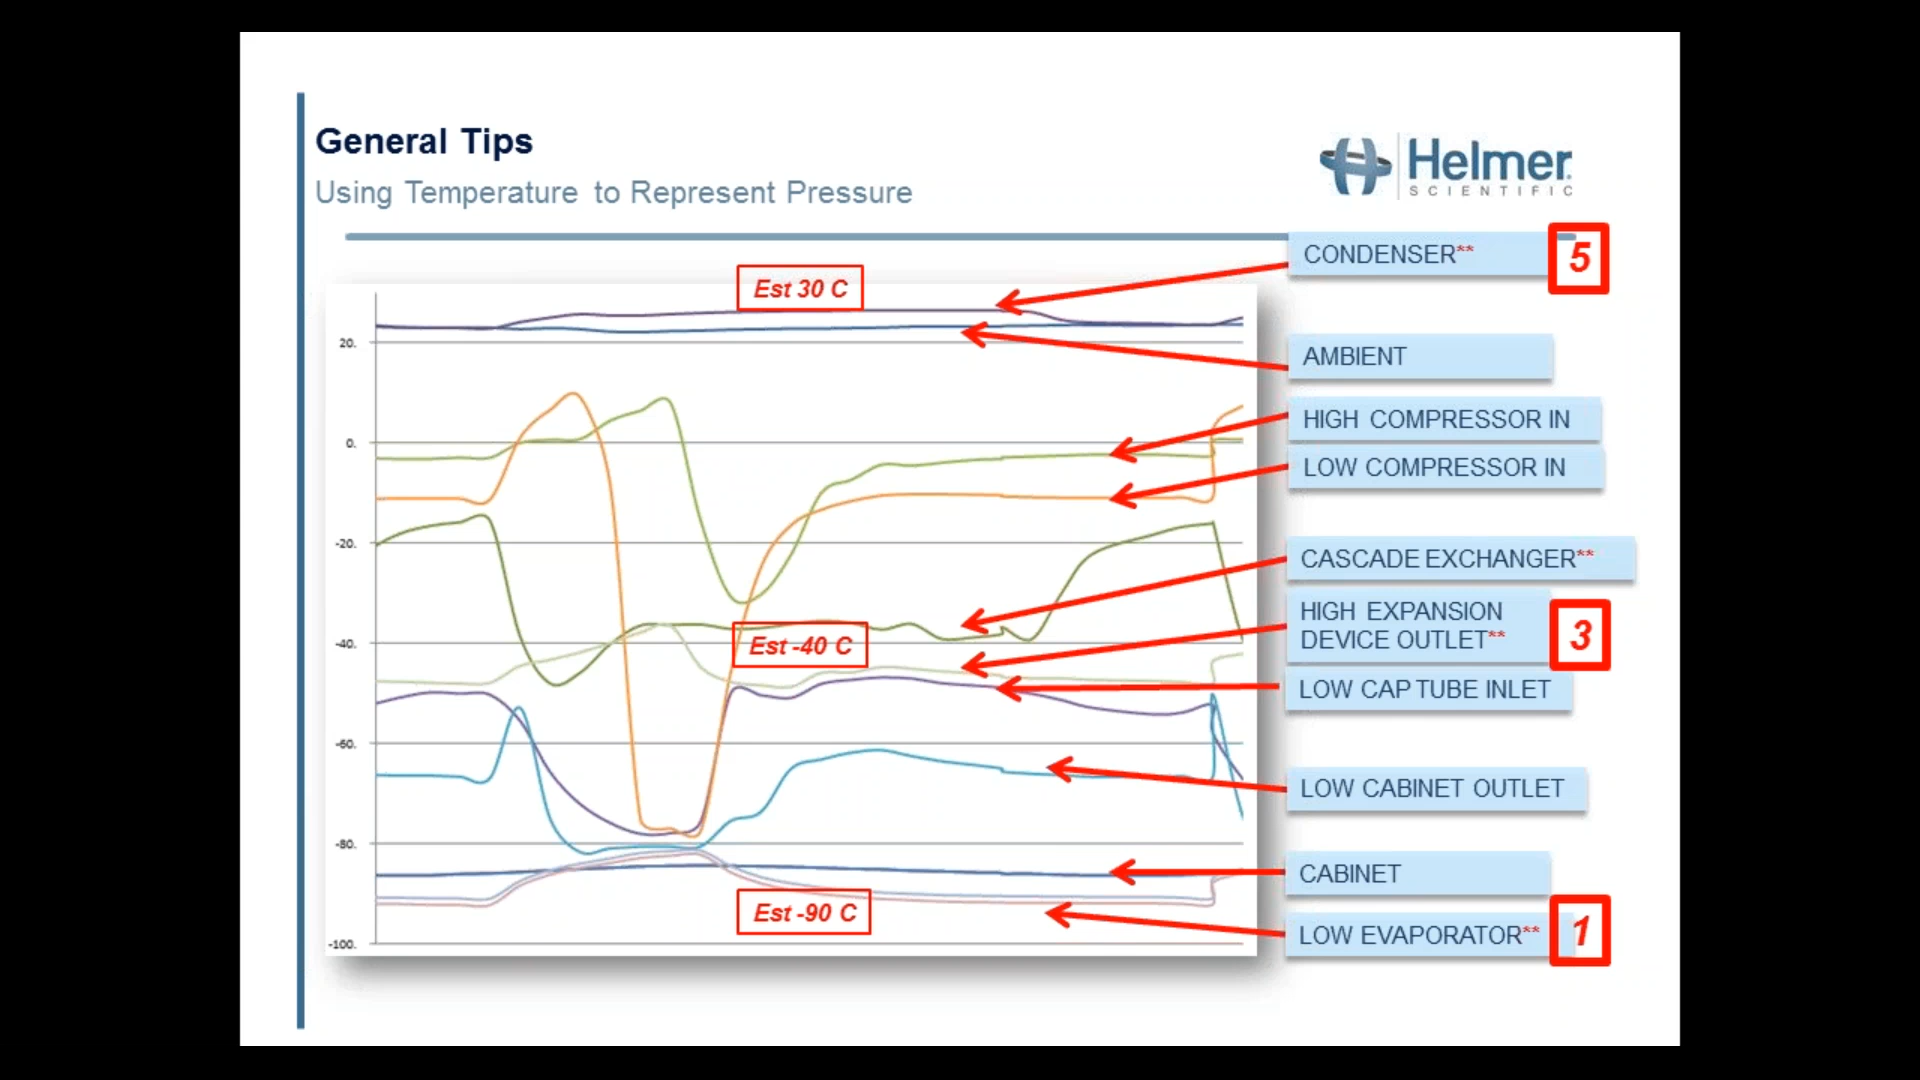 General Tips
Using Temperature to Represent Pressure
Helmer
SCIENTIFIC
CONDENSER**
5
Est 30 C
AMBIENT
20.
HIGH COMPRESSOR IN
0.
LOW COMPRESSOR IN
-20.
CASCADE EXCHANGER**
HIGH EXPANSION
DEVICE OUTLET**
3
Est -40 C
-40.
LOW CAP TUBE INLET
-60.
LOW CABINET OUTLET
-80.
CABINET
Est -90 C
LOW EVAPORATOR**
1
-100.